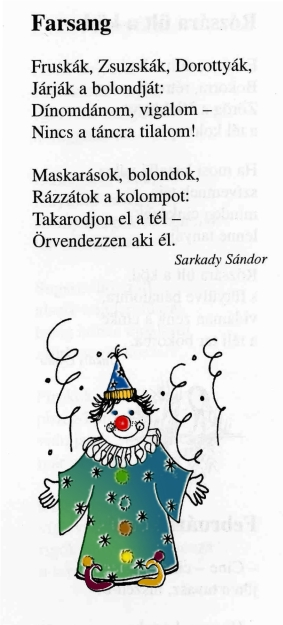 Farsang
Fruskák, Zsuzskák, Dorottyák,
Járják a bolondját:
Dínomdánom, vigalom –
Nincs a táncra tilalom!
Maskarások, bolondok,
Rázzátok a kolompot:
Takarodjon el a tél –
Örvendezzen aki él.
Sarkady Sándor